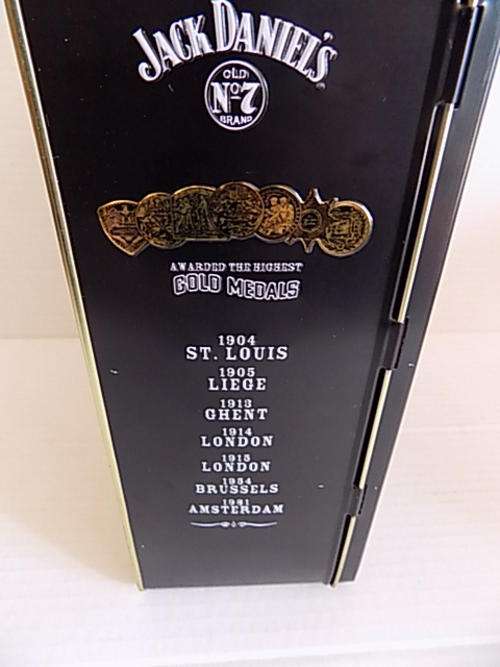 JACK DANIEL'S
OLD
Nº7
BRAND
AWARDED THE HIGHEST
GOLD MEDALS
1904
ST. LOUIS
1905
LIEGE
1913
GHENT
1914
LONDON
1915
LONDON
1954
BRUSSELS
1981
AMSTERDAM